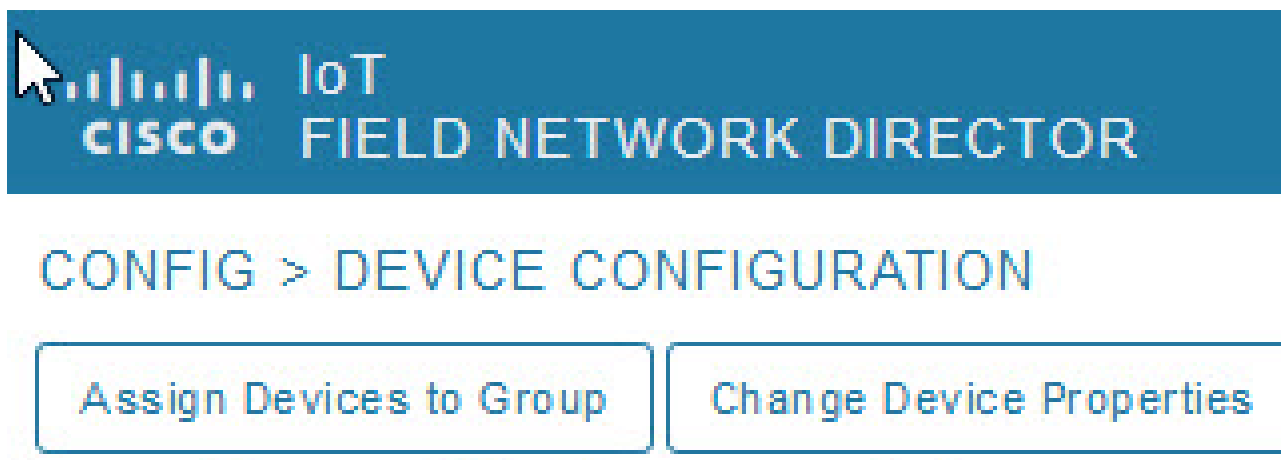 IoT
CISCO FIELD NETWORK DIRECTOR
CONFIG > DEVICE CONFIGURATION
Assign Devices to Group Change Device Properties